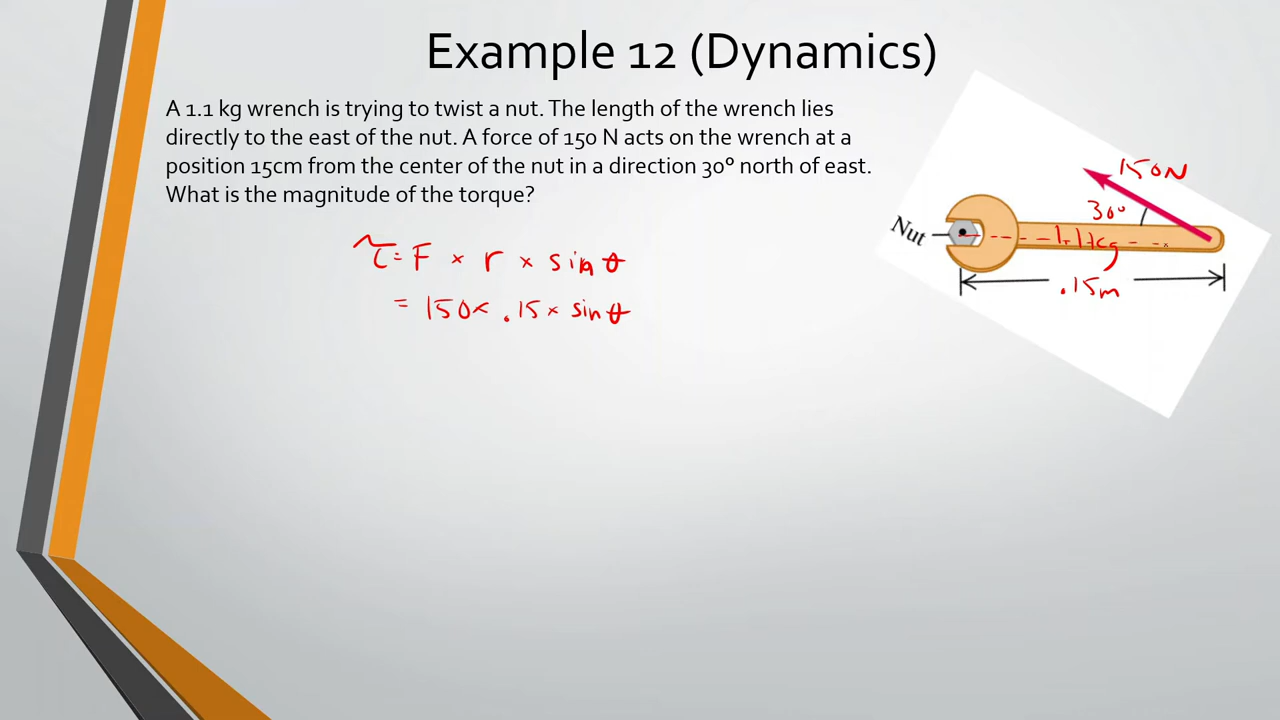 Example 12 (Dynamics)
A 1.1 kg wrench is trying to twist a nut. The length of the wrench lies
directly to the east of the nut. A force of 150 N acts on the wrench at a
position 15cm from the center of the nut in a direction 30° north of east.
What is the magnitude of the torque?
τ = F × r × sin θ
= 150 × .15 × sin θ
150N
30°
Nut
1.1kg
.15m